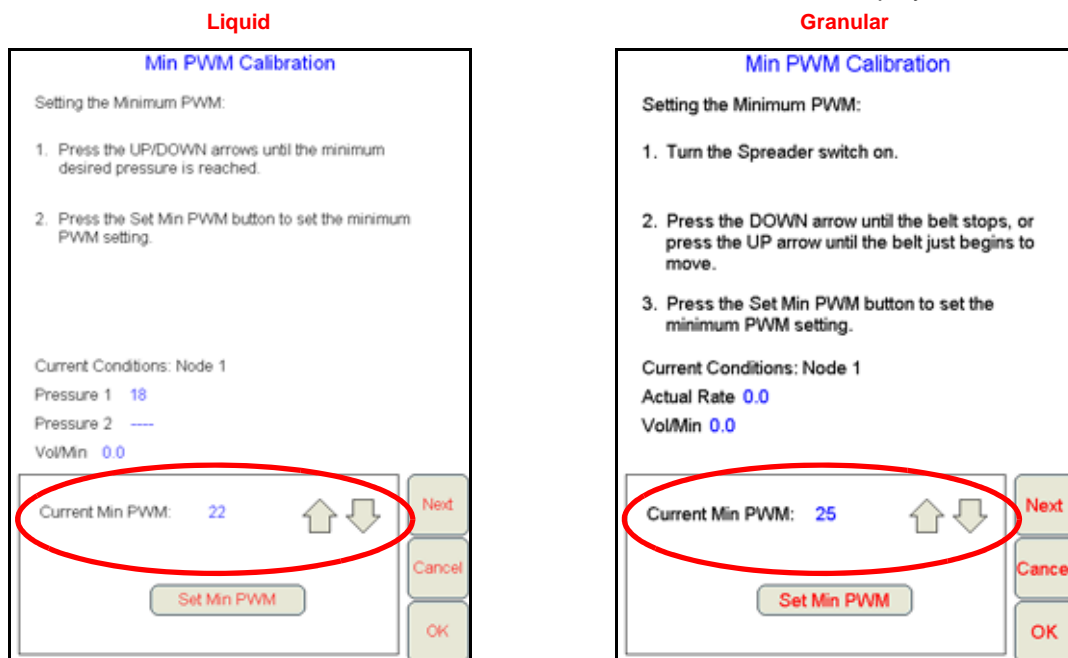 Liquid
Min PWM Calibration
Setting the Minimum PWM:
1. Press the UP/DOWN arrows until the minimum
desired pressure is reached.
2. Press the Set Min PWM button to set the minimum
PWM setting.
Current Conditions: Node 1
Pressure 1 18
Pressure 2 ----
Vol/Min 0.0
Current Min PWM: 22
Set Min PWM
Next
Cancel
OK
Granular
Min PWM Calibration
Setting the Minimum PWM:
1. Turn the Spreader switch on.
2. Press the DOWN arrow until the belt stops, or
press the UP arrow until the belt just begins to
move.
3. Press the Set Min PWM button to set the
minimum PWM setting.
Current Conditions: Node 1
Actual Rate 0.0
Vol/Min 0.0
Current Min PWM: 25
Set Min PWM
Next
Cance
OK